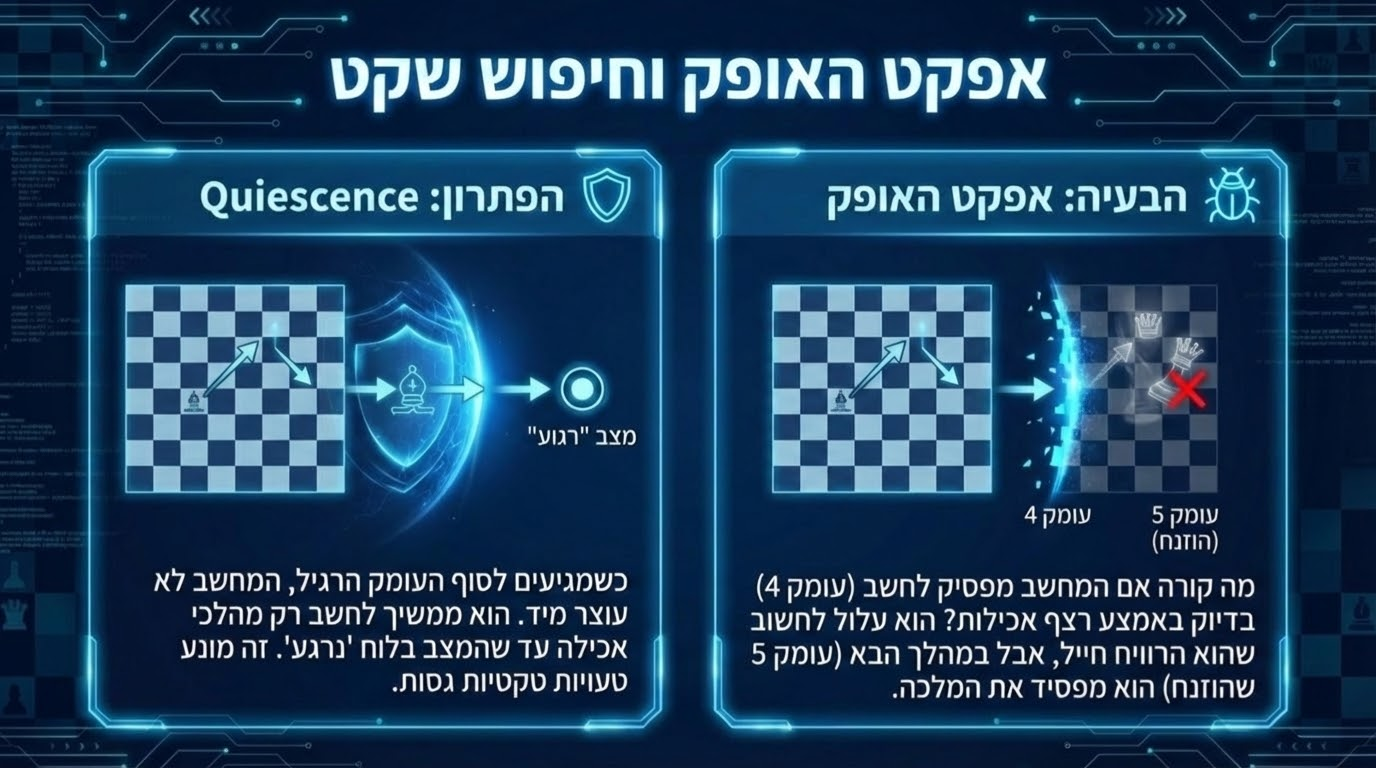 אפקט האופק וחיפוש שקט
הבעיה: אפקט האופק
עומק 4
עומק 5
(הוזנח)
מה קורה אם המחשב מפסיק לחשב (עומק 4)
בדיוק באמצע רצף אכילות? הוא עלול לחשוב
שהוא הרוויח חייל, אבל במהלך הבא (עומק 5
שהוזנח) הוא מפסיד את המלכה.
הפתרון: Quiescence
מצב "רגוע"
כשמגיעים לסוף העומק הרגיל, המחשב לא
עוצר מיד. הוא ממשיך לחשב רק מהלכי
אכילה עד שהמצב בלוח 'נרגע'. זה מונע
טעויות טקטיות גסות.